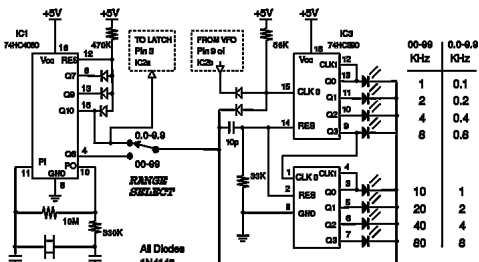 +5V
+5V
+5V
+5V
IC1
74HC4060
TO LATCH
Pin 3
IC2a
FROM VFO
Pin 9 of
IC2b
IC3
74HC390
00-99
KHz
0.0-9.9
KHz
16
Vcc
470K
56K
16
Vcc
RES
12
CLK1
12
Q7
6
Q0
13
1
0.1
Q9
13
15
CLK 0
Q1
11
2
0.2
Q10
15
Q2
10
4
0.4
14
RES
Q3
9
8
0.8
0.0-9.9
10p
Q6
4
00-99
PI
PO
11
10
GND
8
RANGE
SELECT
33K
1
CLK 0
CLK1
4
2
RES
Q0
3
10
1
8
GND
Q1
5
20
2
10M
Q2
6
40
4
330K
Q3
7
80
8
All Diodes
1N4148